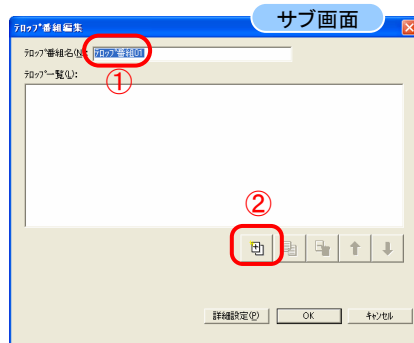 サブ画面
ﾃﾛｯﾌﾟ番組編集
ﾃﾛｯﾌﾟ番組名(N): ﾃﾛｯﾌﾟ番組01
①
ﾃﾛｯﾌﾟ一覧(L):
②
詳細設定(P) OK ｷｬﾝｾﾙ